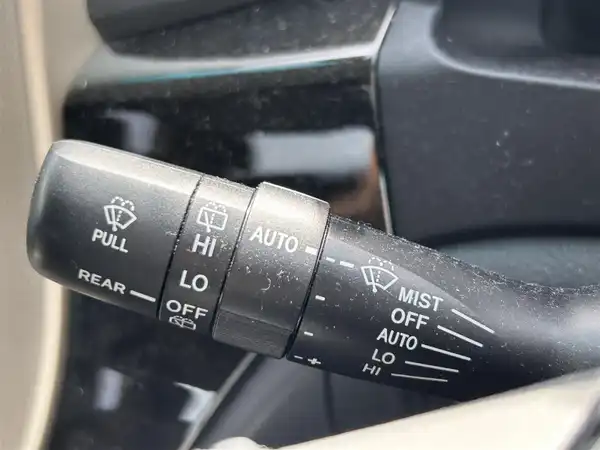 PULL
REAR
HI
LO
OFF
AUTO
- +
MIST
OFF
AUTO
LO
HI